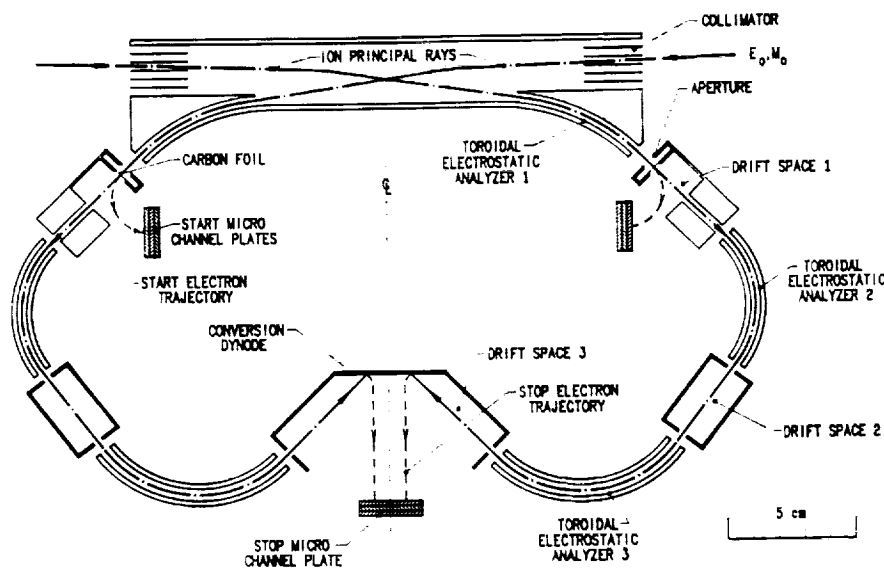 COLLIMATOR
ION PRINCIPAL RAYS
E₀,M₀
APERTURE
CARBON FOIL
TOROIDAL
ELECTROSTATIC
ANALYZER 1
DRIFT SPACE 1
℄
START MICRO
CHANNEL PLATES
START ELECTRON
TRAJECTORY
TOROIDAL
ELECTROSTATIC
ANALYZER 2
CONVERSION
DYNODE
DRIFT SPACE 3
STOP ELECTRON
TRAJECTORY
DRIFT SPACE 2
STOP MICRO
CHANNEL PLATE
TOROIDAL
ELECTROSTATIC
ANALYZER 3
5 cm